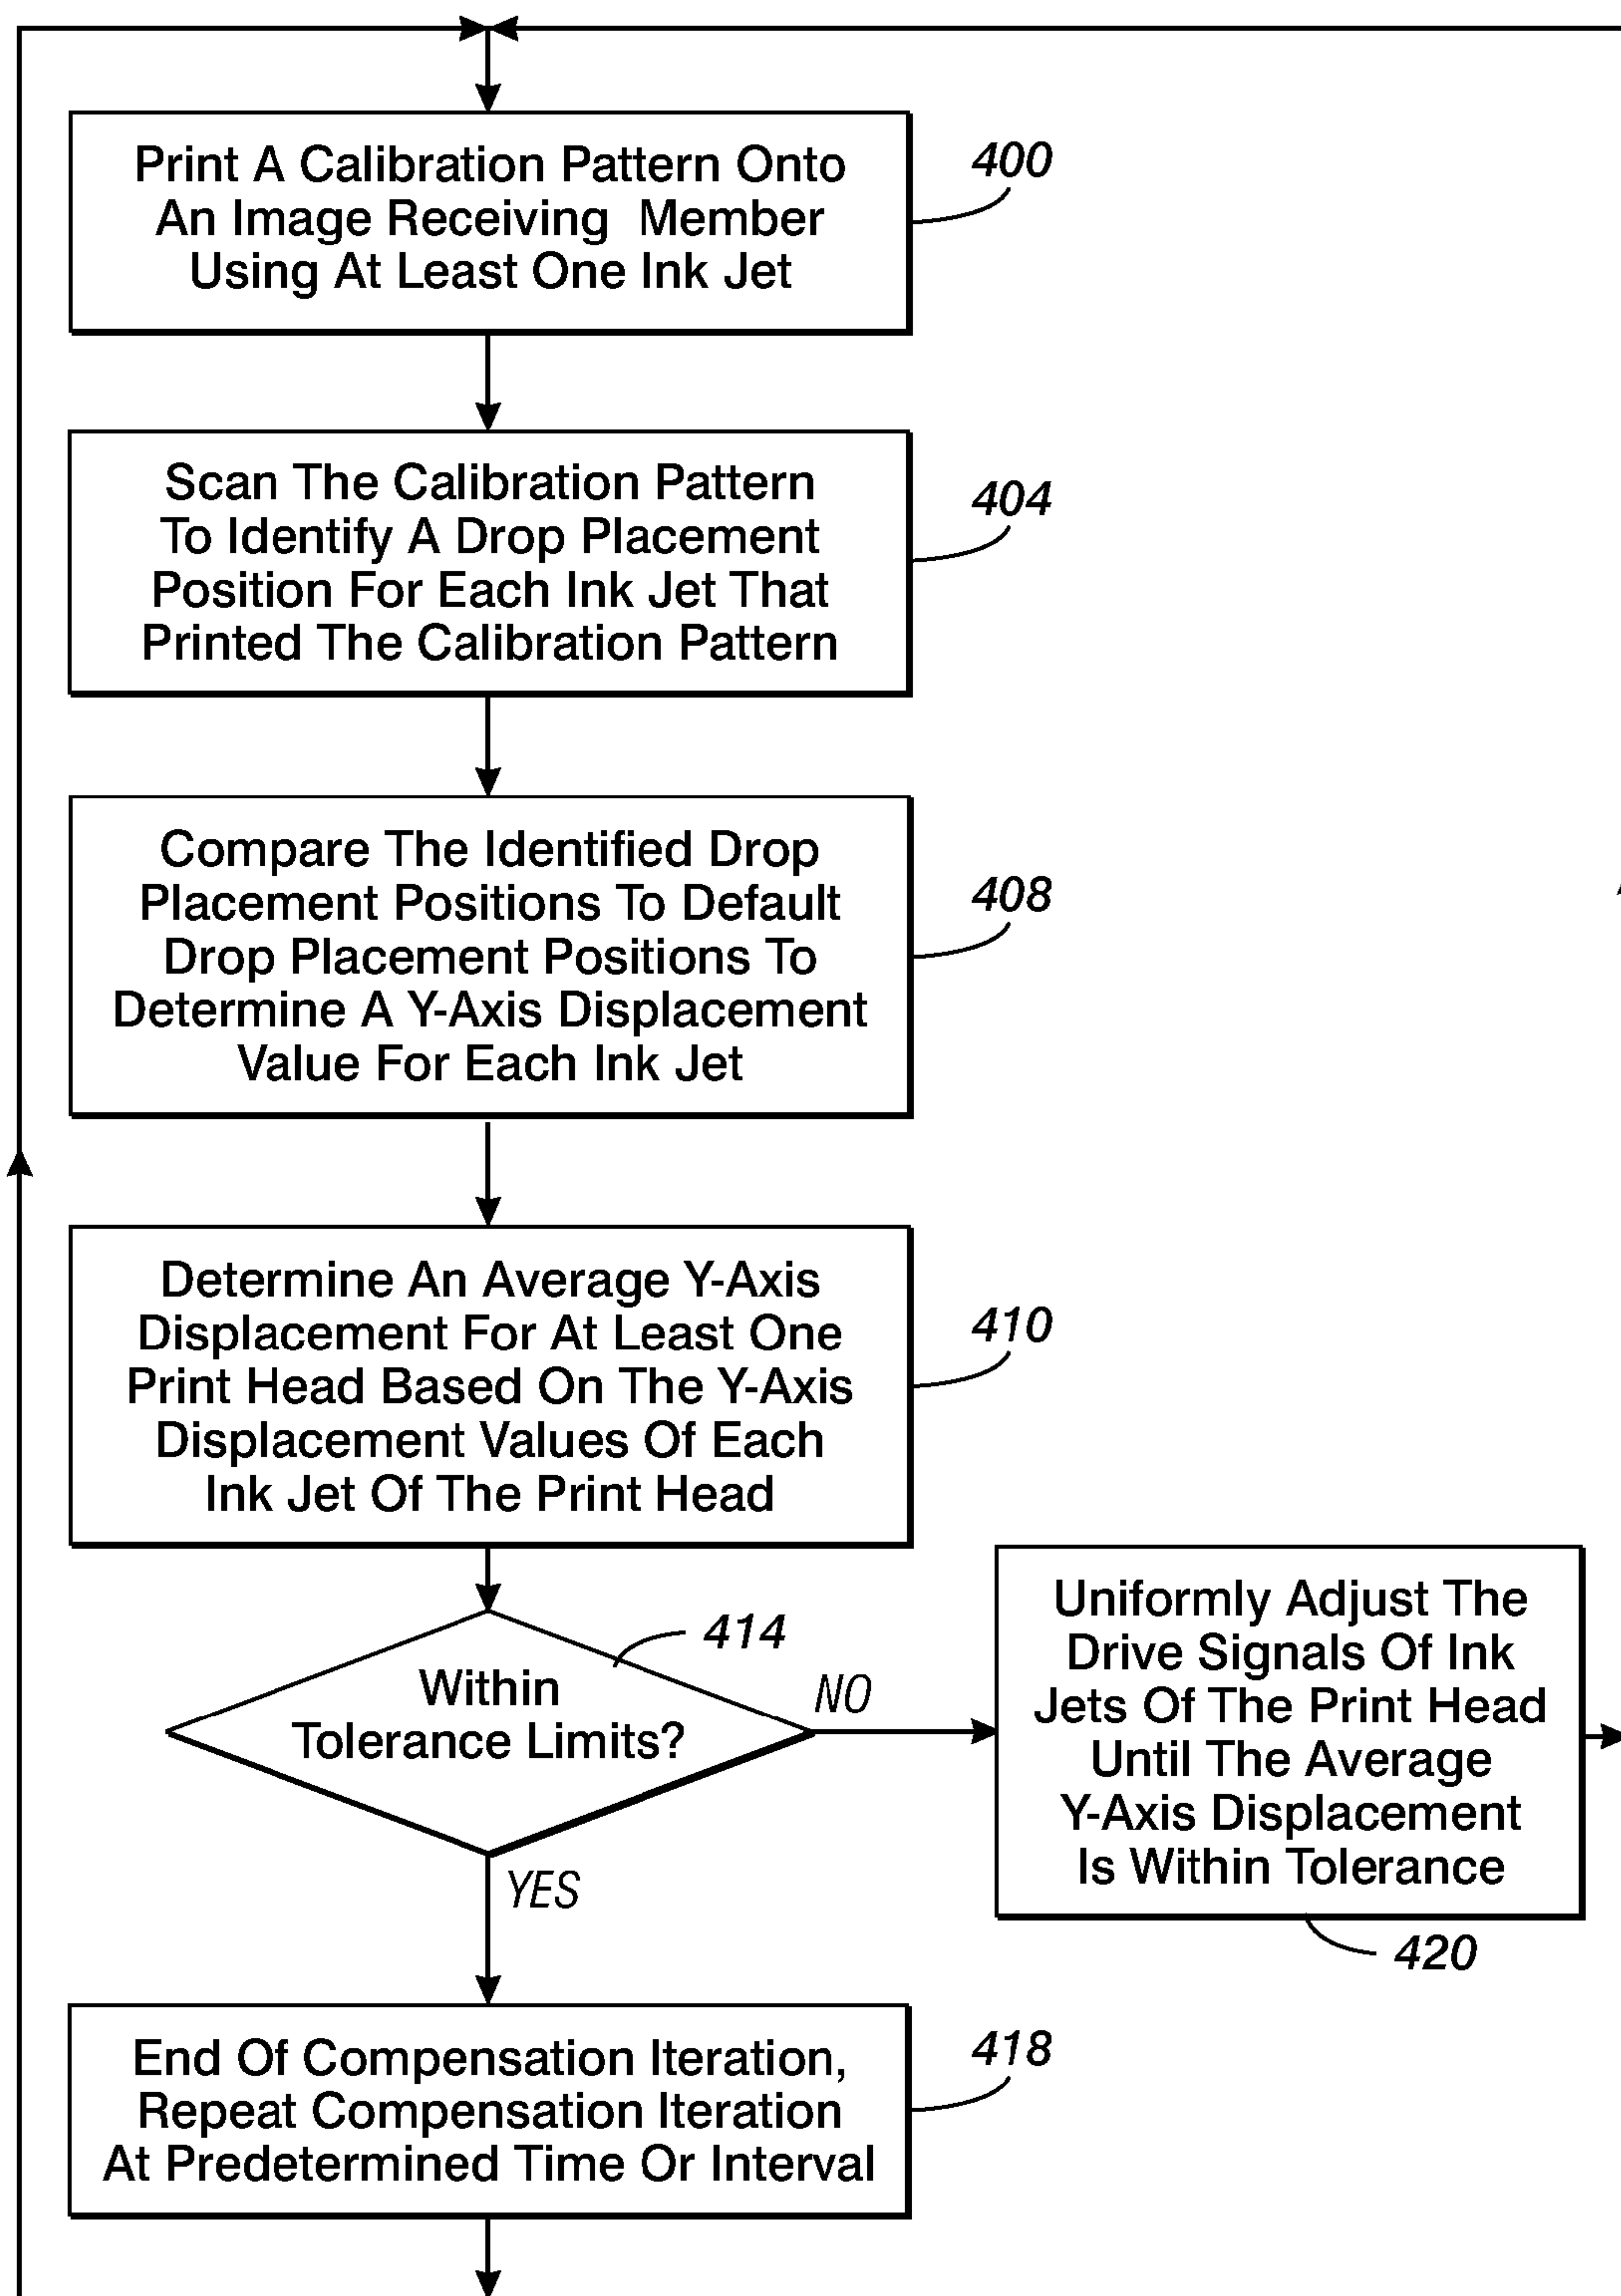 Print A Calibration Pattern Onto
An Image Receiving Member
Using At Least One Ink Jet
400
Scan The Calibration Pattern
To Identify A Drop Placement
Position For Each Ink Jet That
Printed The Calibration Pattern
404
Compare The Identified Drop
Placement Positions To Default
Drop Placement Positions To
Determine A Y-Axis Displacement
Value For Each Ink Jet
408
Determine An Average Y-Axis
Displacement For At Least One
Print Head Based On The Y-Axis
Displacement Values Of Each
Ink Jet Of The Print Head
410
Within
Tolerance Limits?
414
NO
Uniformly Adjust The
Drive Signals Of Ink
Jets Of The Print Head
Until The Average
Y-Axis Displacement
Is Within Tolerance
420
YES
End Of Compensation Iteration,
Repeat Compensation Iteration
At Predetermined Time Or Interval
418